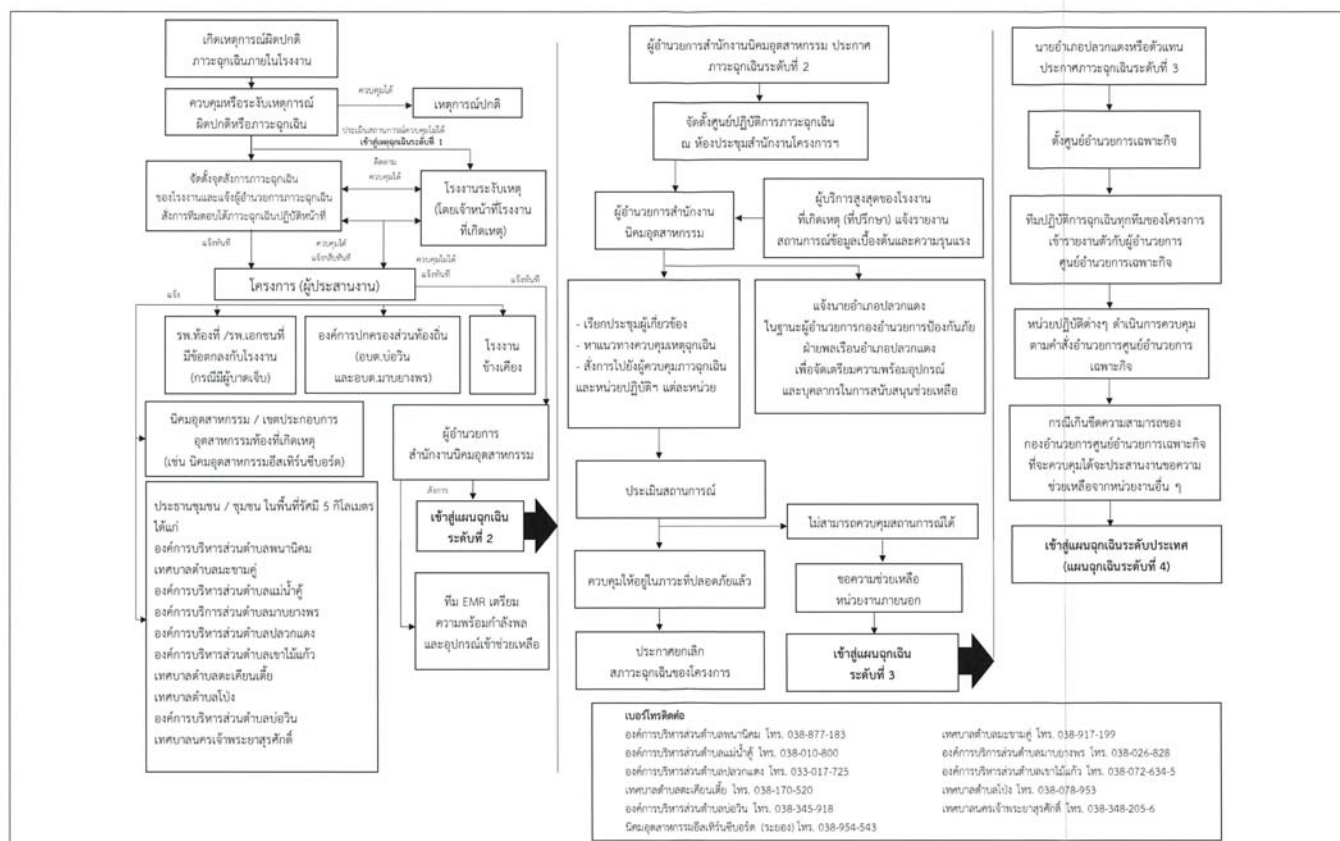 เกิดเหตุการณ์ผิดปกติ
ภาวะฉุกเฉินภายในโรงงาน
ควบคุมหรือระงับเหตุการณ์
ผิดปกติหรือภาวะฉุกเฉิน
ควบคุมได้
เหตุการณ์ปกติ
ประเมินสถานการณ์ควบคุมไม่ได้
เข้าสู่เหตุฉุกเฉินระดับที่ 1
จัดตั้งจุดสั่งการภาวะฉุกเฉิน
ของโรงงานและแจ้งผู้อำนวยการภาวะฉุกเฉิน
สั่งการทีมตอบโต้ภาวะฉุกเฉินปฏิบัติหน้าที่
ติดตาม
ควบคุมได้
โรงงานระงับเหตุ
(โดยเจ้าหน้าที่โรงงาน
ที่เกิดเหตุ)
แจ้งทันที
ควบคุมได้
แจ้งกลับทันที
ควบคุมไม่ได้
แจ้งทันที
แจ้งทันที
โครงการ (ผู้ประสานงาน)
แจ้ง
รพ.ท้องที่ /รพ.เอกชนที่
มีข้อตกลงกับโรงงาน
(กรณีมีผู้บาดเจ็บ)
องค์การปกครองส่วนท้องถิ่น
(อบต.บ่อวิน
และอบต.มาบยางพร)
โรงงาน
ข้างเคียง
นิคมอุตสาหกรรม / เขตประกอบการ
อุตสาหกรรมท้องที่เกิดเหตุ
(เช่น นิคมอุตสาหกรรมอีสเทิร์นซีบอร์ด)
ผู้อำนวยการ
สำนักงานนิคมอุตสาหกรรม
สั่งการ
เข้าสู่แผนฉุกเฉิน
ระดับที่ 2
ประธานชุมชน / ชุมชน ในพื้นที่รัศมี 5 กิโลเมตร
ได้แก่
องค์การบริหารส่วนตำบลพนานิคม
เทศบาลตำบลมะขามคู่
องค์การบริหารส่วนตำบลแม่น้ำคู้
องค์การบริการส่วนตำบลมาบยางพร
องค์การบริหารส่วนตำบลปลวกแดง
องค์การบริหารส่วนตำบลเขาไม้แก้ว
เทศบาลตำบลตะเคียนเตี้ย
เทศบาลตำบลโป่ง
องค์การบริหารส่วนตำบลบ่อวิน
เทศบาลนครเจ้าพระยาสุรศักดิ์
ทีม EMR เตรียม
ความพร้อมกำลังพล
และอุปกรณ์เข้าช่วยเหลือ
ผู้อำนวยการสำนักงานนิคมอุตสาหกรรม ประกาศ
ภาวะฉุกเฉินระดับที่ 2
จัดตั้งศูนย์ปฏิบัติการภาวะฉุกเฉิน
ณ ห้องประชุมสำนักงานโครงการฯ
ผู้อำนวยการสำนักงาน
นิคมอุตสาหกรรม
ผู้บริการสูงสุดของโรงงาน
ที่เกิดเหตุ (ที่ปรึกษา) แจ้งรายงาน
สถานการณ์ข้อมูลเบื้องต้นและความรุนแรง
- เรียกประชุมผู้เกี่ยวข้อง
- หาแนวทางควบคุมเหตุฉุกเฉิน
- สั่งการไปยังผู้ควบคุมภาวฉุกเฉิน
และหน่วยปฏิบัติฯ แต่ละหน่วย
แจ้งนายอำเภอปลวกแดง
ในฐานะผู้อำนวยการกองอำนวยการป้องกันภัย
ฝ่ายพลเรือนอำเภอปลวกแดง
เพื่อจัดเตรียมความพร้อมอุปกรณ์
และบุคลากรในการสนับสนุนช่วยเหลือ
ประเมินสถานการณ์
ไม่สามารถควบคุมสถานการณ์ได้
ควบคุมให้อยู่ในภาวะที่ปลอดภัยแล้ว
ขอความช่วยเหลือ
หน่วยงานภายนอก
ประกาศยกเลิก
สภาวะฉุกเฉินของโครงการ
เข้าสู่แผนฉุกเฉิน
ระดับที่ 3
นายอำเภอปลวกแดงหรือตัวแทน
ประกาศภาวะฉุกเฉินระดับที่ 3
ตั้งศูนย์อำนวยการเฉพาะกิจ
ทีมปฏิบัติการฉุกเฉินทุกทีมของโครงการ
เข้ารายงานตัวกับผู้อำนวยการ
ศูนย์อำนวยการเฉพาะกิจ
หน่วยปฏิบัติต่างๆ ดำเนินการควบคุม
ตามคำสั่งอำนวยการศูนย์อำนวยการ
เฉพาะกิจ
กรณีเกินขีดความสามารถของ
กองอำนวยการศูนย์อำนวยการเฉพาะกิจ
ที่จะควบคุมได้จะประสานงานขอความ
ช่วยเหลือจากหน่วยงานอื่น ๆ
เข้าสู่แผนฉุกเฉินระดับประเทศ
(แผนฉุกเฉินระดับที่ 4)
เบอร์โทรติดต่อ
องค์การบริหารส่วนตำบลพนานิคม โทร. 038-877-183
องค์การบริหารส่วนตำบลแม่น้ำคู้ โทร. 038-010-800
องค์การบริหารส่วนตำบลปลวกแดง โทร. 033-017-725
เทศบาลตำบลตะเคียนเตี้ย โทร. 038-170-520
องค์การบริหารส่วนตำบลบ่อวิน โทร. 038-345-918
นิคมอุตสาหกรรมอีสเทิร์นซีบอร์ด (ระยอง) โทร. 038-954-543
เทศบาลตำบลมะขามคู่ โทร. 038-917-199
องค์การบริการส่วนตำบลมาบยางพร โทร. 038-026-828
องค์การบริหารส่วนตำบลเขาไม้แก้ว โทร. 038-072-634-5
เทศบาลตำบลโป่ง โทร. 038-078-953
เทศบาลนครเจ้าพระยาสุรศักดิ์ โทร. 038-348-205-6